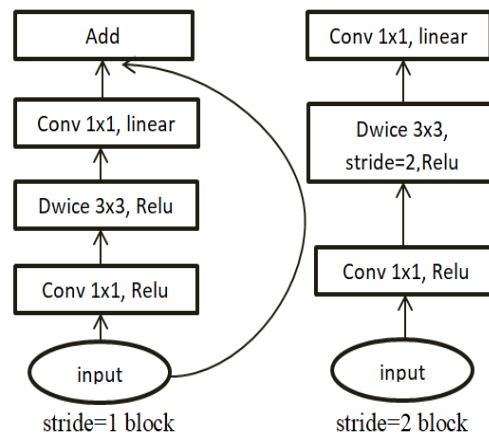 Add
Conv 1x1, linear
Dwice 3x3, Relu
Conv 1x1, Relu
input
stride=1 block
Conv 1x1, linear
Dwice 3x3,
stride=2,Relu
Conv 1x1, Relu
input
stride=2 block